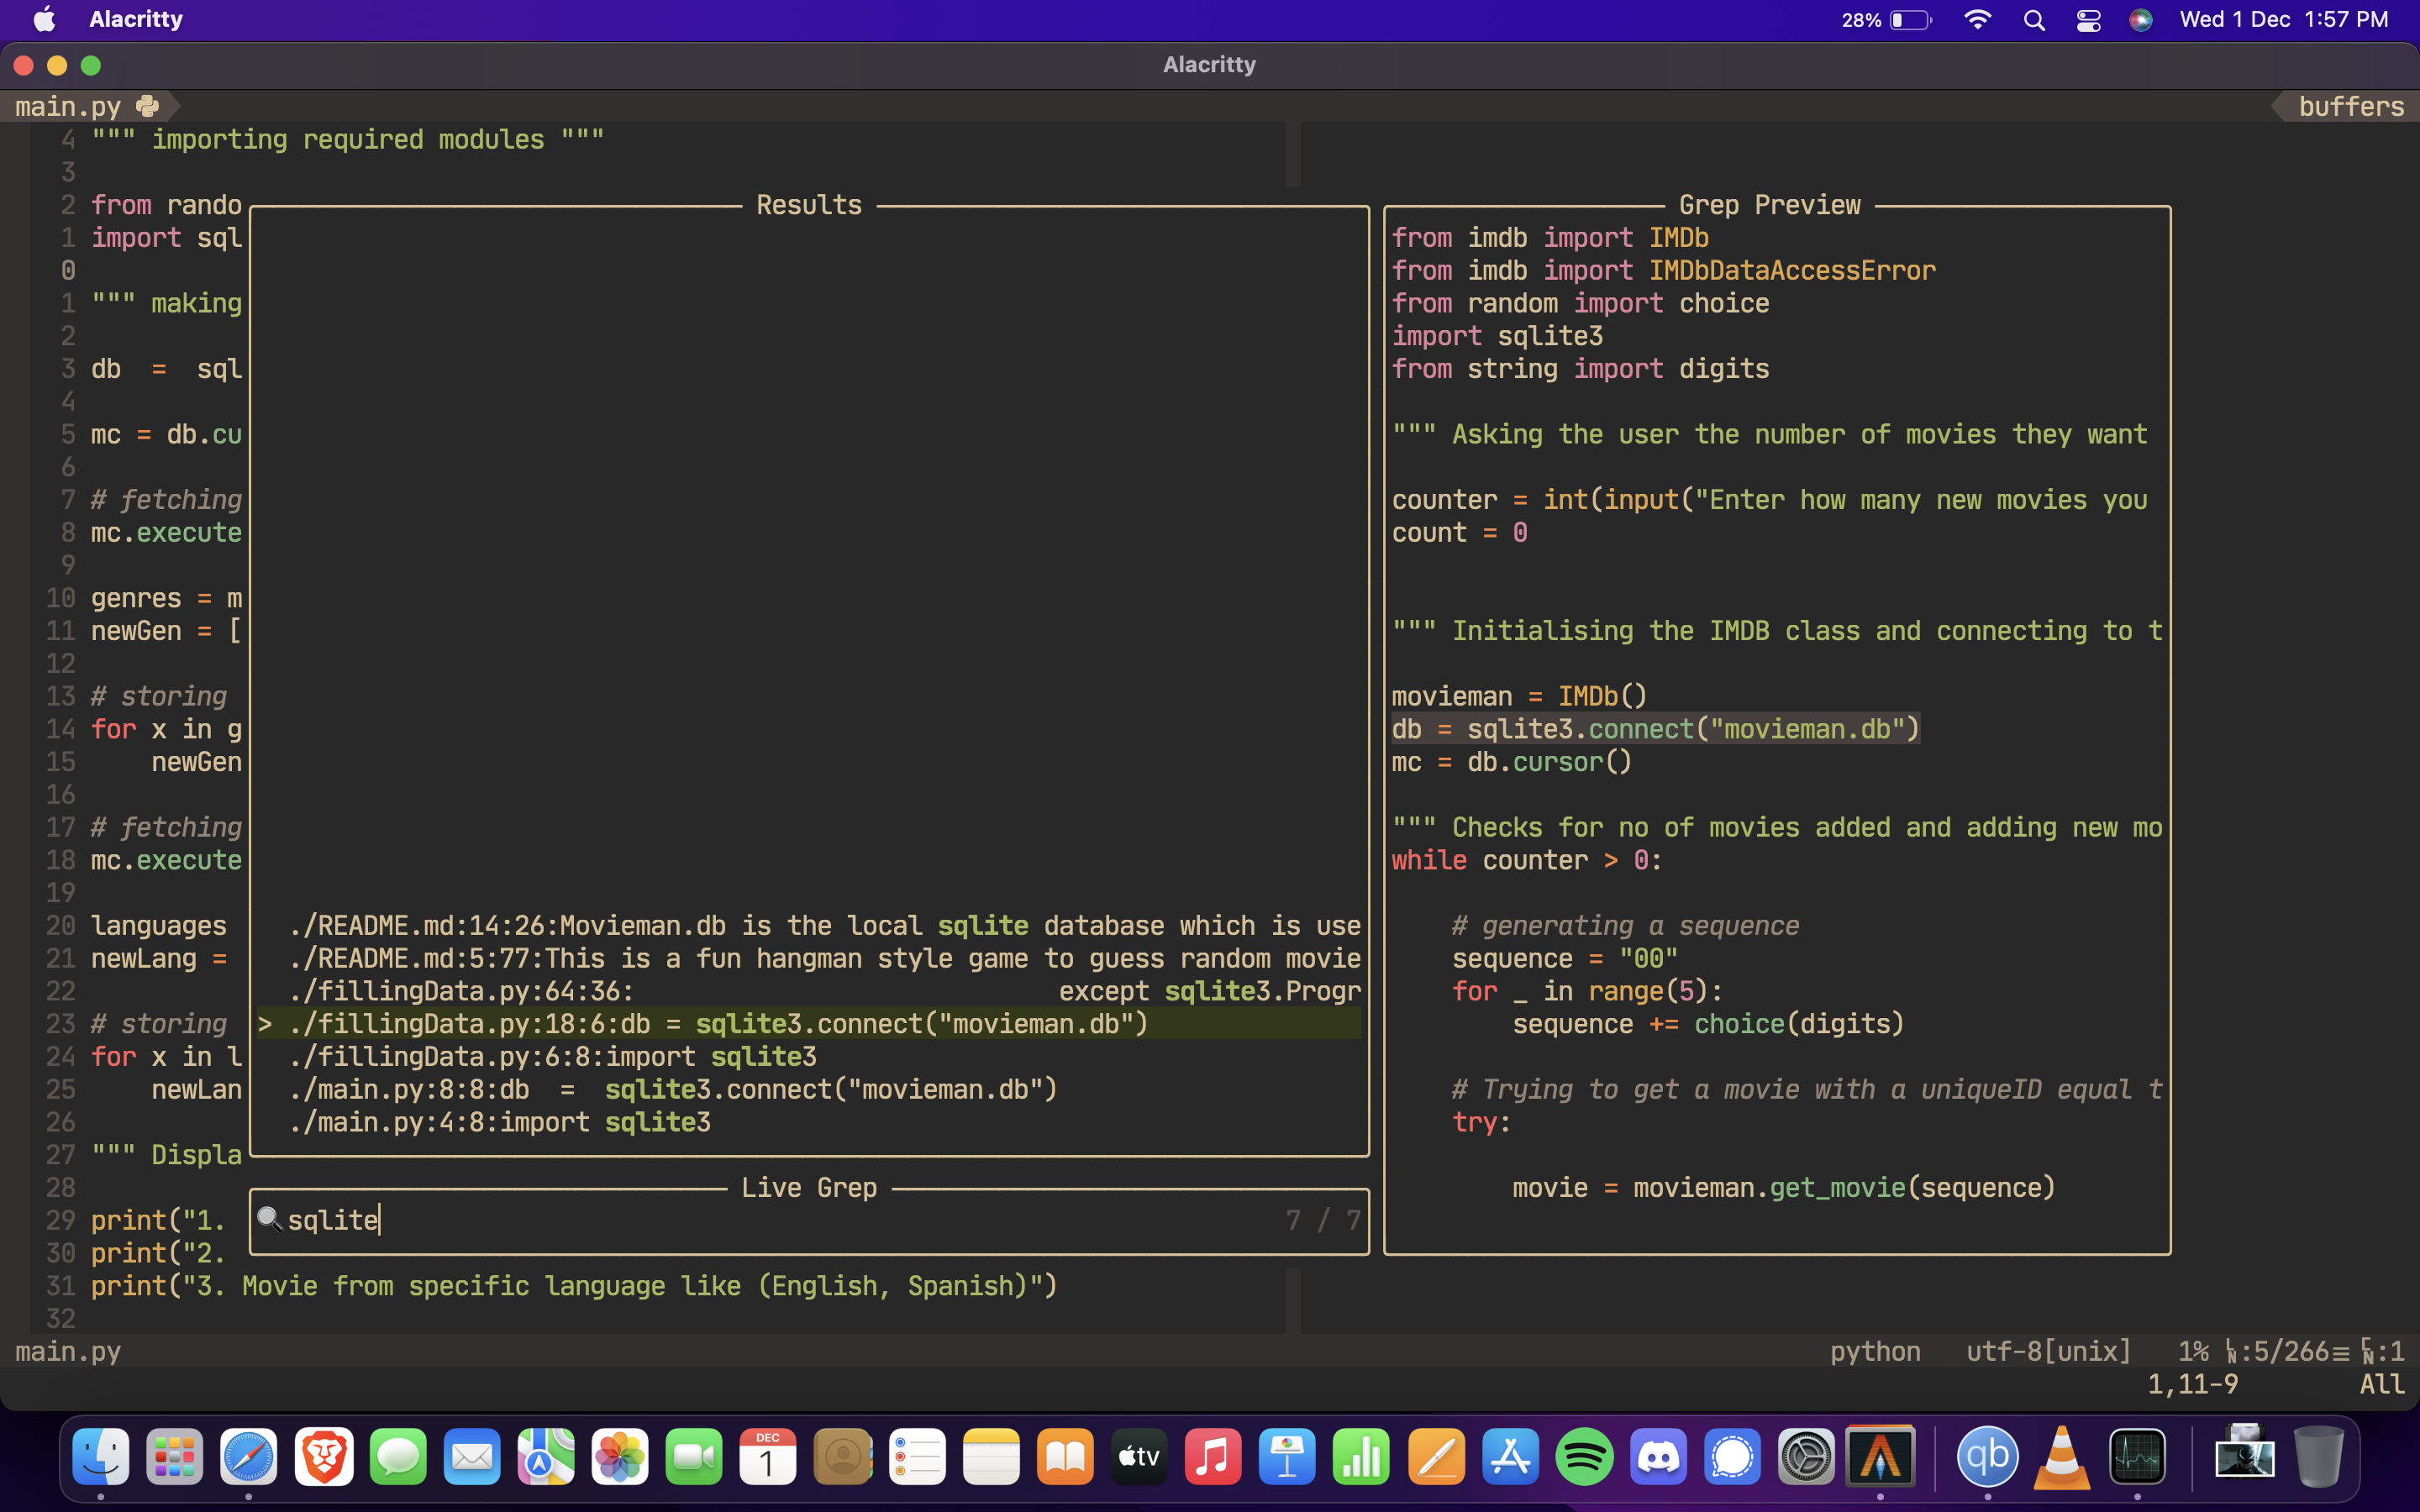 Alacritty
28%
Wed 1 Dec 1:57 PM
Alacritty
main.py
buffers
4 """ importing required modules """
3
2 from rando
1 import sql
0
1 """ making
2
3 db  =  sql
4
5 mc = db.cu
6
7 # fetching
8 mc.execute
9
10 genres = m
11 newGen = [
12
13 # storing
14 for x in g
15     newGen
16
17 # fetching
18 mc.execute
19
20 languages
21 newLang =
22
23 # storing
24 for x in l
25     newLan
26
27 """ Displa
28
29 print("1.
30 print("2.
31 print("3. Movie from specific language like (English, Spanish)")
32
Results
./README.md:14:26:Movieman.db is the local sqlite database which is use
./README.md:5:77:This is a fun hangman style game to guess random movie
./fillingData.py:64:36:                            except sqlite3.Progr
> ./fillingData.py:18:6:db = sqlite3.connect("movieman.db")
./fillingData.py:6:8:import sqlite3
./main.py:8:8:db  =  sqlite3.connect("movieman.db")
./main.py:4:8:import sqlite3
Live Grep
sqlite
7 / 7
Grep Preview
from imdb import IMDb
from imdb import IMDbDataAccessError
from random import choice
import sqlite3
from string import digits
""" Asking the user the number of movies they want
counter = int(input("Enter how many new movies you
count = 0
""" Initialising the IMDB class and connecting to t
movieman = IMDb()
db = sqlite3.connect("movieman.db")
mc = db.cursor()
""" Checks for no of movies added and adding new mo
while counter > 0:
    # generating a sequence
    sequence = "00"
    for _ in range(5):
        sequence += choice(digits)
    # Trying to get a movie with a uniqueID equal t
    try:
        movie = movieman.get_movie(sequence)
main.py
python utf-8[unix] 1% LN:5/266≡ CN:1
1,11-9 All
DEC
1
tv
qb